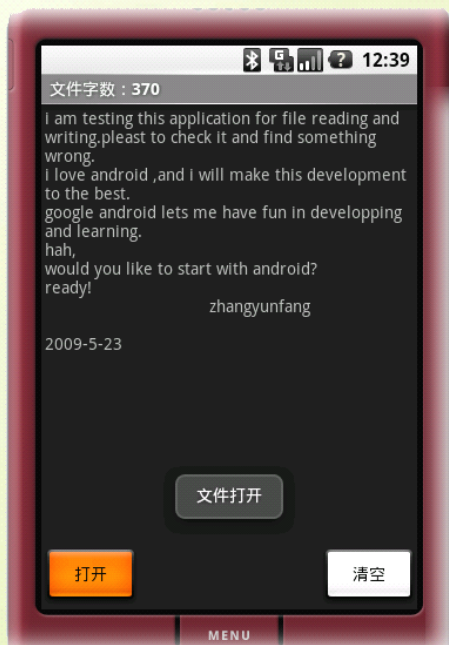 G
? 12:39
文件字数：370
i am testing this application for file reading and
writing.pleast to check it and find something
wrong.
i love android ,and i will make this development
to the best.
google android lets me have fun in developping
and learning.
hah,
would you like to start with android?
ready!
zhangyunfang
2009-5-23
文件打开
打开
清空
MENU